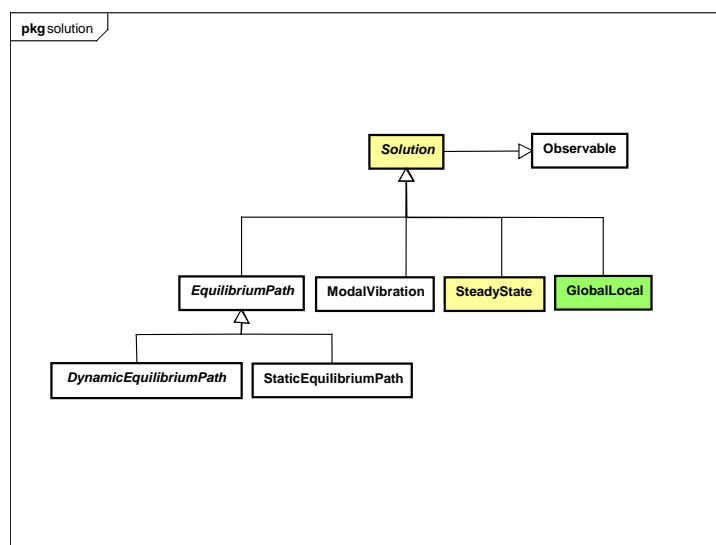 pkg solution
Solution
Observable
EquilibriumPath
ModalVibration
SteadyState
GlobalLocal
DynamicEquilibriumPath
StaticEquilibriumPath